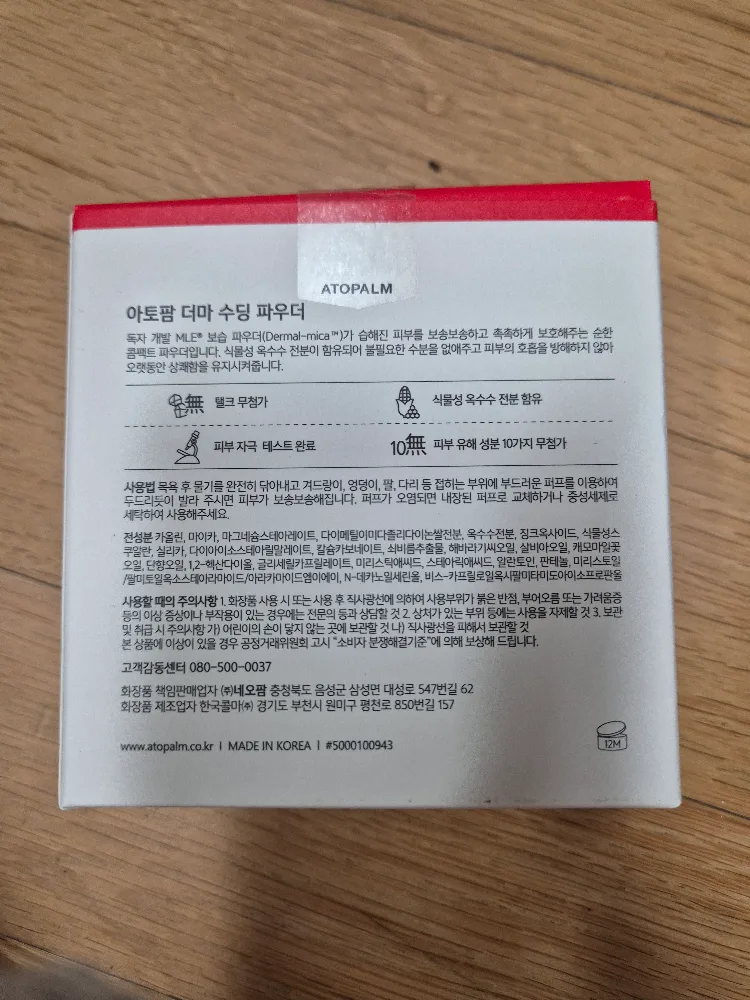 ATOPALM
아토팜 더마 수딩 파우더
독자 개발 MLE® 보습 파우더(Dermal-mica™)가 습해진 피부를 보송보송하고 촉촉하게 보호해주는 순한
콤팩트 파우더입니다. 식물성 옥수수 전분이 함유되어 불필요한 수분을 없애주고 피부의 호흡을 방해하지 않아
오랫동안 상쾌함을 유지시켜줍니다.
無 탤크 무첨가 식물성 옥수수 전분 함유
피부 자극 테스트 완료 10無 피부 유해 성분 10가지 무첨가
사용법 목욕 후 물기를 완전히 닦아내고 겨드랑이, 엉덩이, 팔, 다리 등 접히는 부위에 부드러운 퍼프를 이용하여
두드리듯이 발라 주시면 피부가 보송보송해집니다. 퍼프가 오염되면 내장된 퍼프로 교체하거나 중성세제로
세탁하여 사용해주세요.
전성분 카올린, 마이카, 마그네슘스테아레이트, 다이메틸이미다졸리디논쌀전분, 옥수수전분, 징크옥사이드, 식물성스
쿠알란, 실리카, 다이아이소스테아릴말레이트, 칼슘카보네이트, 쇠비름추출물, 해바라기씨오일, 살비아오일, 캐모마일꽃
오일, 단향오일, 1,2-헥산다이올, 글리세릴카프릴레이트, 미리스틱애씨드, 스테아릭애씨드, 알란토인, 판테놀, 미리스토일
/팔미토일옥소스테아라마이드/아라카마이드엠이에이, N-데카노일세리놀, 비스-카프릴로일옥시팔미타미도아이소프로판올
사용할 때의 주의사항 1. 화장품 사용 시 또는 사용 후 직사광선에 의하여 사용부위가 붉은 반점, 부어오름 또는 가려움증
등의 이상 증상이나 부작용이 있는 경우에는 전문의 등과 상담할 것 2. 상처가 있는 부위 등에는 사용을 자제할 것 3. 보관
및 취급 시 주의사항 가) 어린이의 손이 닿지 않는 곳에 보관할 것 나) 직사광선을 피해서 보관할 것
본 상품에 이상이 있을 경우 공정거래위원회 고시 "소비자 분쟁해결기준"에 의해 보상해 드립니다.
고객감동센터 080-500-0037
화장품 책임판매업자 ㈜네오팜 충청북도 음성군 삼성면 대성로 547번길 62
화장품 제조업자 한국콜마㈜ 경기도 부천시 원미구 평천로 850번길 157
www.atopalm.co.kr I MADE IN KOREA I #5000100943
12M